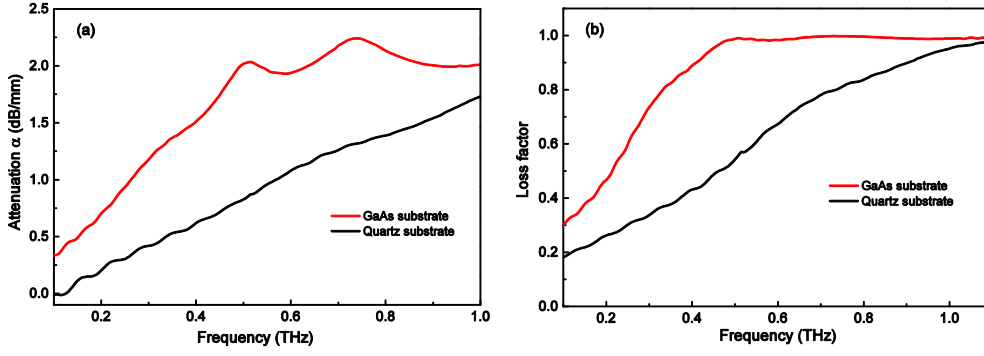 (a)
2.5
2.0
1.5
1.0
0.5
0.0
Attenuation α (dB/mm)
GaAs substrate
Quartz substrate
0.2 0.4 0.6 0.8 1.0
Frequency (THz)
(b)
1.0
0.8
0.6
0.4
0.2
0.0
Loss factor
GaAs substrate
Quartz substrate
0.2 0.4 0.6 0.8 1.0
Frequency (THz)